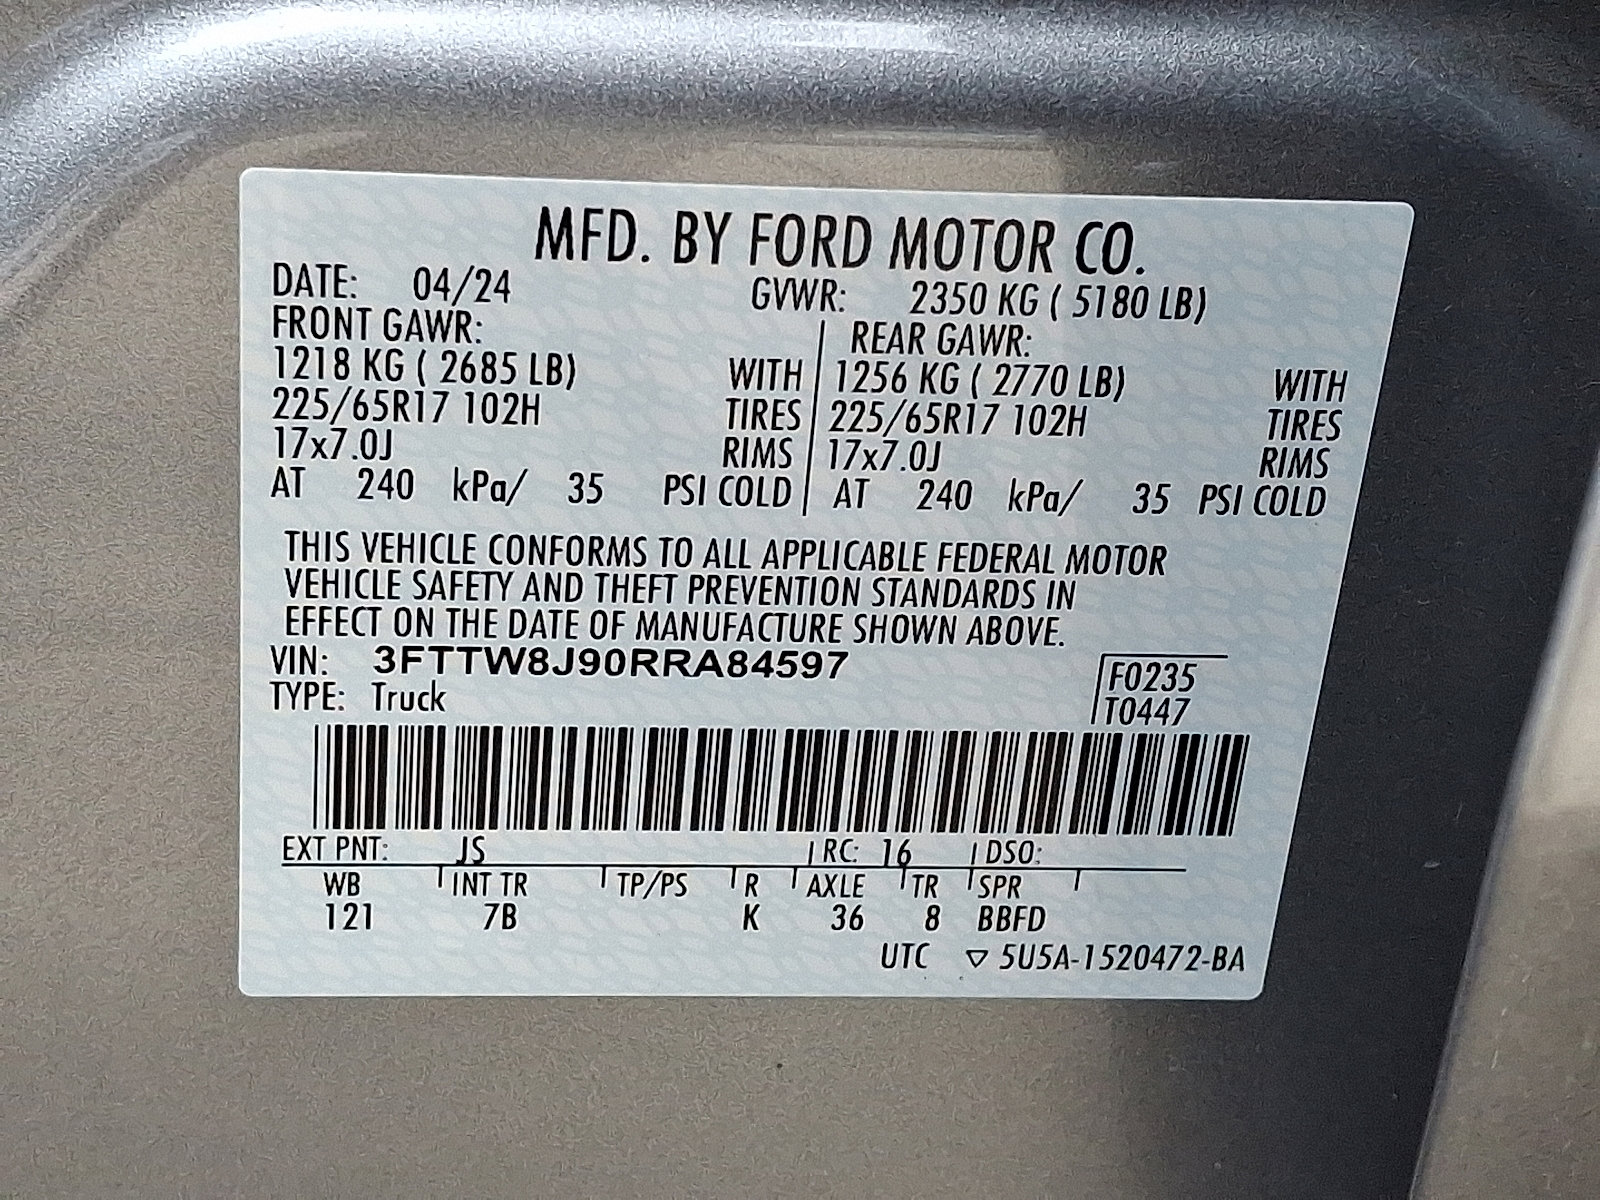 MFD. BY FORD MOTOR CO.
DATE: 04/24 GVWR: 2350 KG ( 5180 LB)
FRONT GAWR: REAR GAWR:
1218 KG ( 2685 LB) WITH 1256 KG ( 2770 LB) WITH
225/65R17 102H TIRES 225/65R17 102H TIRES
17x7.0J RIMS 17x7.0J RIMS
AT 240 kPa/ 35 PSI COLD AT 240 kPa/ 35 PSI COLD
THIS VEHICLE CONFORMS TO ALL APPLICABLE FEDERAL MOTOR
VEHICLE SAFETY AND THEFT PREVENTION STANDARDS IN
EFFECT ON THE DATE OF MANUFACTURE SHOWN ABOVE.
VIN: 3FTTW8J90RRA84597 F0235
TYPE: Truck T0447
EXT PNT: JS RC: 16 DSO:
WB INT TR TP/PS R AXLE TR SPR
121 7B K 36 8 BBFD
UTC ▽ 5U5A-1520472-BA